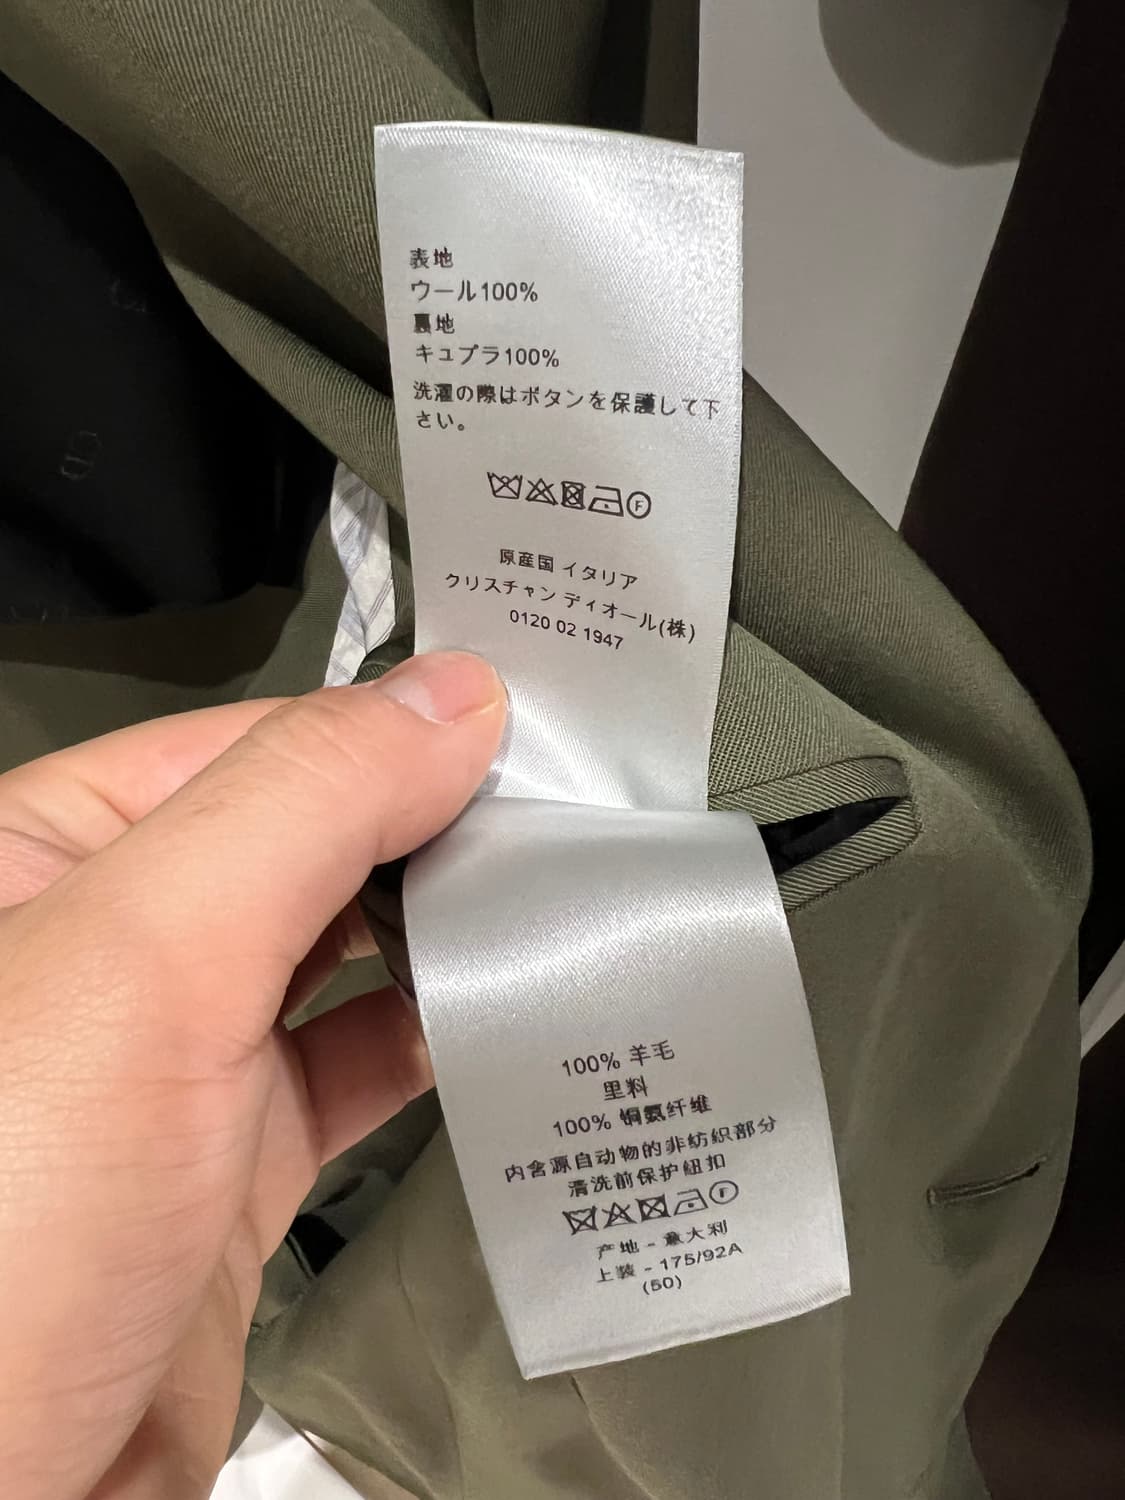 表地
ウール100%
裏地
キュプラ100%
洗濯の際はボタンを保護して下
さい。
F
原産国 イタリア
クリスチャン ディオール(株)
0120 02 1947
100% 羊毛
里料
100% 铜氨纤维
内含源自动物的非纺织部分
清洗前保护纽扣
F
产地 - 意大利
上装 - 175/92A
(50)
CD